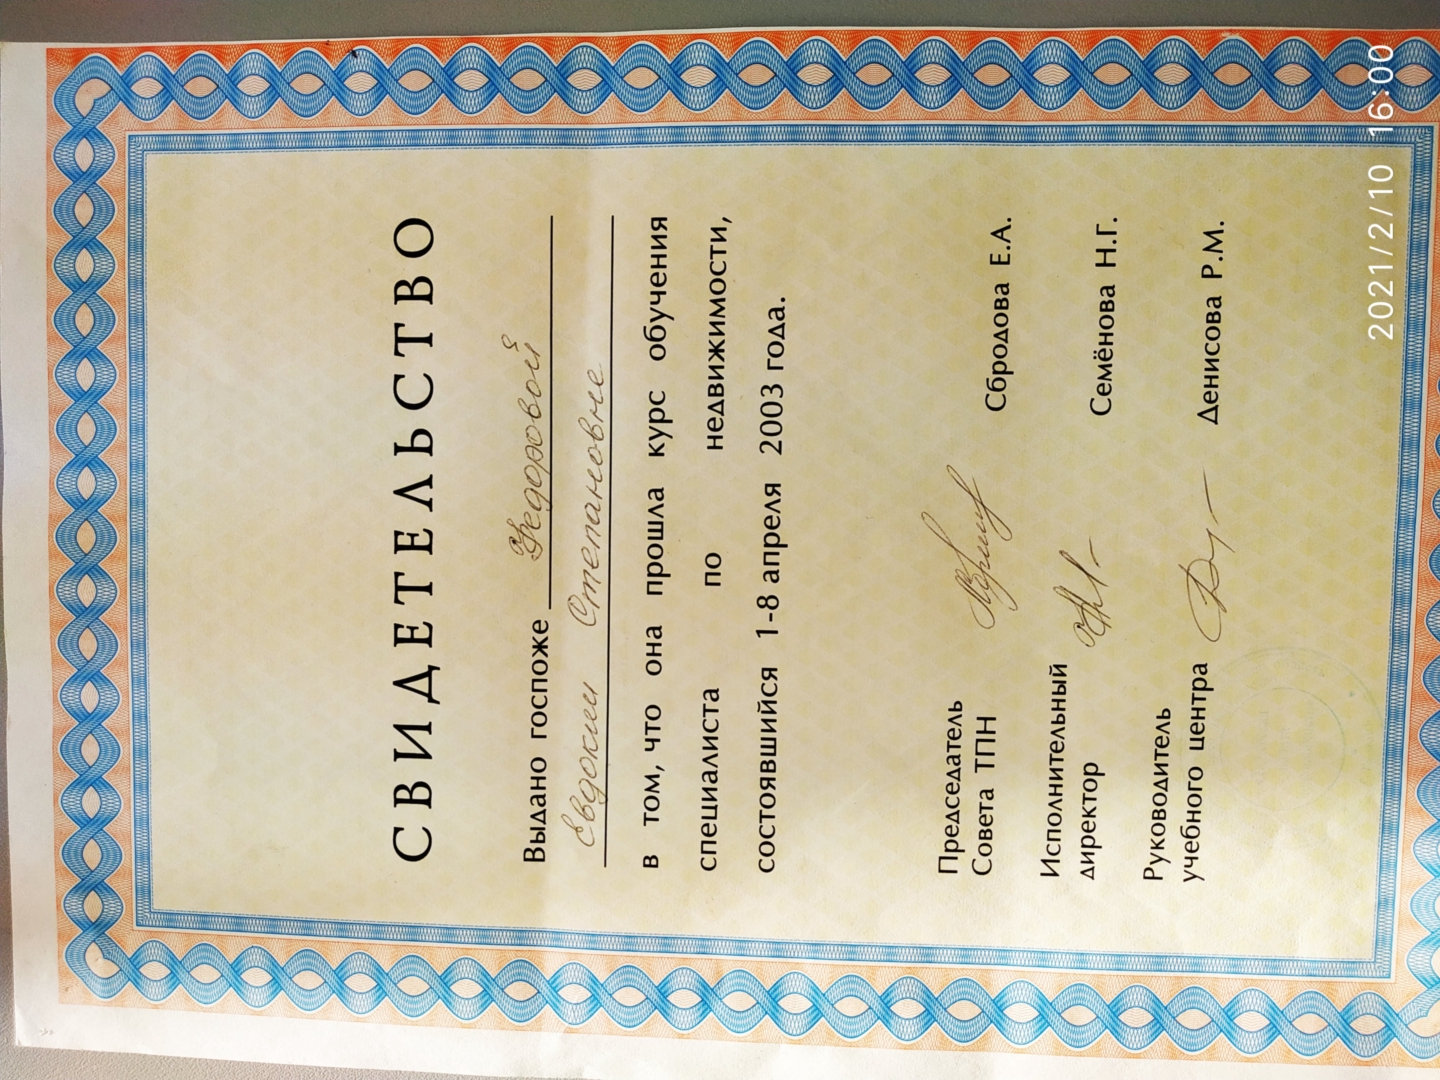 СВИДЕТЕЛЬСТВО
Выдано госпоже Федоровой
Евдокии Степановне
в том, что она прошла курс обучения
специалиста по недвижимости,
состоявшийся 1-8 апреля 2003 года.
Председатель
Совета ТПН Сбродова Е.А.
Исполнительный
директор Семёнова Н.Г.
Руководитель
учебного центра Денисова Р.М.
2021/2/10 16:00